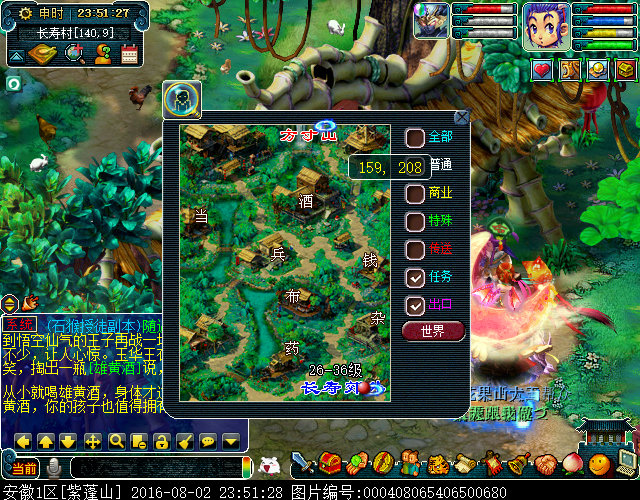 申时 23:51:27
长寿村[140,9]
方寸山
159, 208
全部
普通
商业
特殊
传送
任务
出口
世界
当
酒
兵
钱
布
杂
药
26-36级
系统
(石猴授徒副本)随
到悟空仙气的王子再战一
不少，让人心惊。玉华王
笑，掏出一瓶[雄黄酒]说，
从小就喝雄黄酒，身体才
黄酒，你的孩子也值得拥
当前
安徽1区[紫蓬山] 2016-08-02 23:51:28 图片编号:000408065406500680